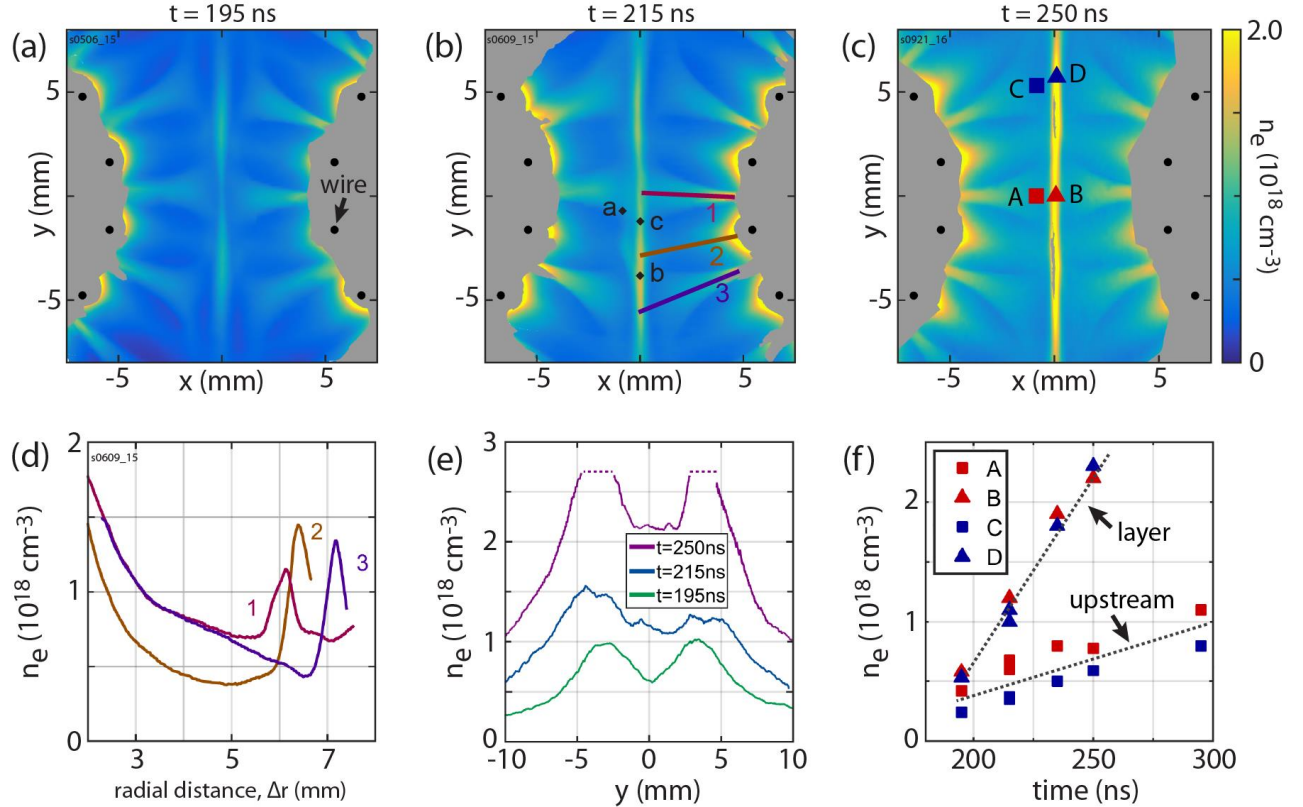 t = 195 ns
t = 215 ns
t = 250 ns
(a)
s0506_15
wire
y (mm)
5
-5
-5
5
x (mm)
(b)
s0609_15
a
c
b
1
2
3
y (mm)
5
-5
-5
5
x (mm)
(c)
s0921_16
C
D
A
B
y (mm)
5
-5
-5
5
x (mm)
2.0
0
n_e (10^18 cm^-3)
(d)
s0609_15
2
1
0
n_e (10^18 cm^-3)
1
2
3
3
5
7
radial distance, Δr (mm)
(e)
3
2
1
0
n_e (10^18 cm^-3)
t=250ns
t=215ns
t=195ns
-10
-5
0
5
10
y (mm)
(f)
2
1
0
n_e (10^18 cm^-3)
A
B
C
D
layer
upstream
200
250
300
time (ns)